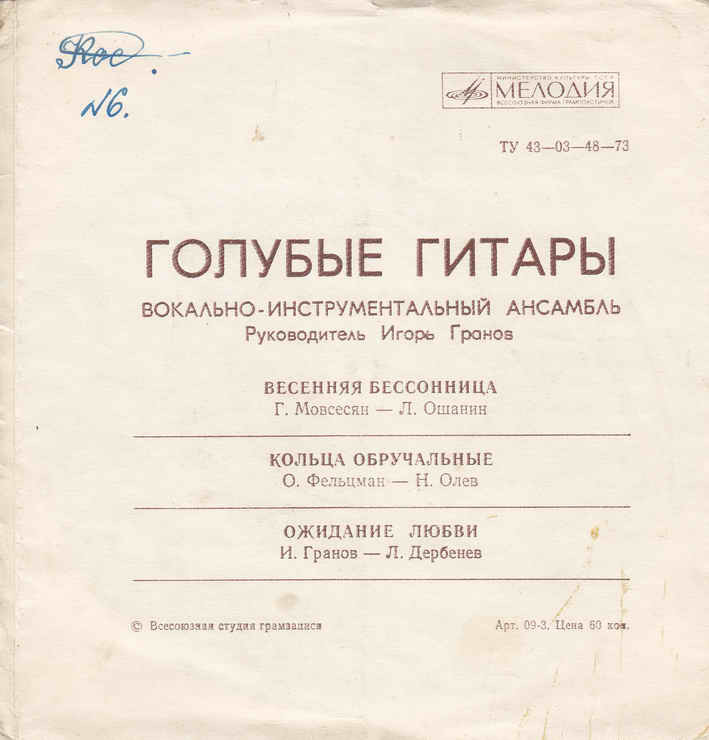 №6.
МИНИСТЕРСТВО КУЛЬТУРЫ СССР
МЕЛОДИЯ
ВСЕСОЮЗНАЯ ФИРМА ГРАМПЛАСТИНОК
ТУ 43—03—48—73
ГОЛУБЫЕ ГИТАРЫ
ВОКАЛЬНО-ИНСТРУМЕНТАЛЬНЫЙ АНСАМБЛЬ
Руководитель Игорь Гранов
ВЕСЕННЯЯ БЕССОННИЦА
Г. Мовсесян — Л. Ошанин
КОЛЬЦА ОБРУЧАЛЬНЫЕ
О. Фельцман — Н. Олев
ОЖИДАНИЕ ЛЮБВИ
И. Гранов — Л. Дербенев
© Всесоюзная студия грамзаписи
Арт. 09-3. Цена 60 коп.